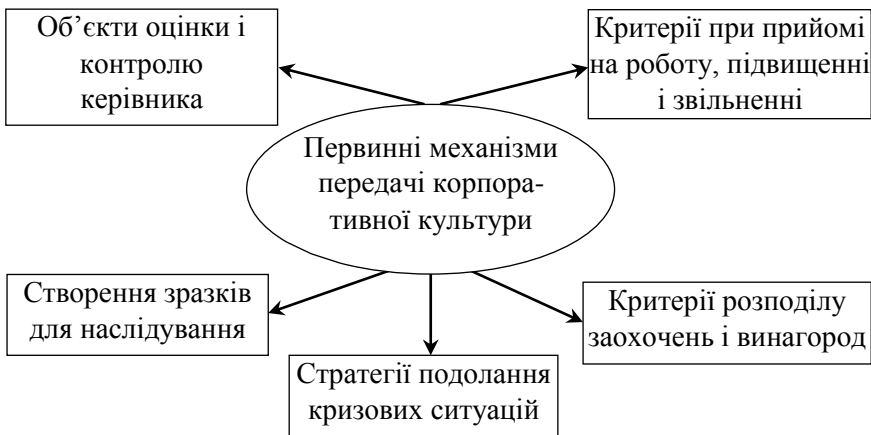 Об’єкти оцінки і
контролю
керівника
Критерії при прийомі
на роботу, підвищенні
і звільненні
Первинні механізми
передачі корпора-
тивної культури
Створення зразків
для наслідування
Стратегії подолання
кризових ситуацій
Критерії розподілу
заохочень і винагород